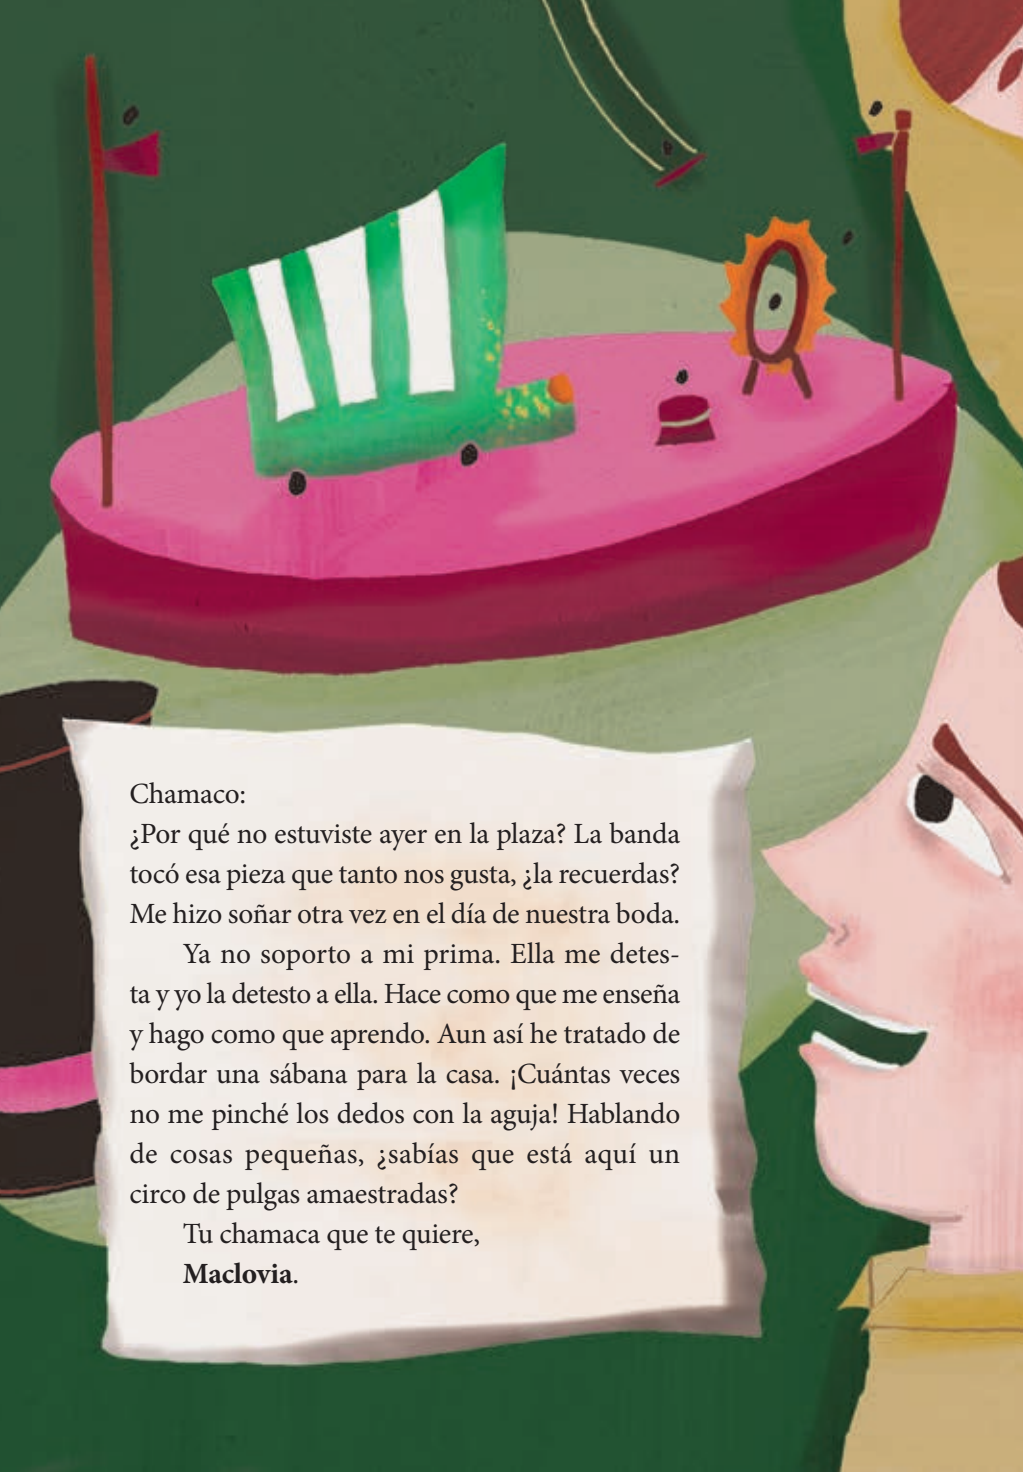 Chamaco:
¿Por qué no estuviste ayer en la plaza? La banda
tocó esa pieza que tanto nos gusta, ¿la recuerdas?
Me hizo soñar otra vez en el día de nuestra boda.
Ya no soporto a mi prima. Ella me detes-
ta y yo la detesto a ella. Hace como que me enseña
y hago como que aprendo. Aun así he tratado de
bordar una sábana para la casa. ¡Cuántas veces
no me pinché los dedos con la aguja! Hablando
de cosas pequeñas, ¿sabías que está aquí un
circo de pulgas amaestradas?
Tu chamaca que te quiere,
Maclovia.